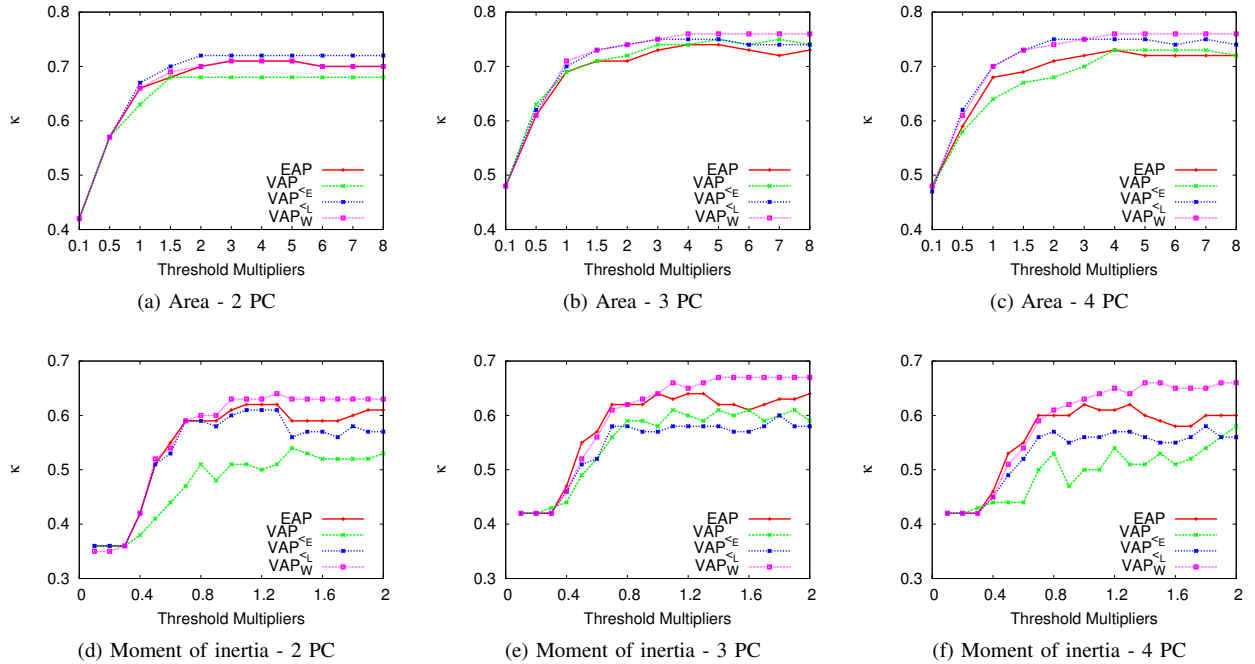 0.8
0.7
0.6
0.5
0.4
κ
0.1 0.5 1 1.5 2 3 4 5 6 7 8
Threshold Multipliers
EAP
VAP<E
VAP<L
VAPW
(a) Area - 2 PC
0.8
0.7
0.6
0.5
0.4
κ
0.1 0.5 1 1.5 2 3 4 5 6 7 8
Threshold Multipliers
EAP
VAP<E
VAP<L
VAPW
(b) Area - 3 PC
0.8
0.7
0.6
0.5
0.4
κ
0.1 0.5 1 1.5 2 3 4 5 6 7 8
Threshold Multipliers
EAP
VAP<E
VAP<L
VAPW
(c) Area - 4 PC
0.7
0.6
0.5
0.4
0.3
κ
0 0.4 0.8 1.2 1.6 2
Threshold Multipliers
EAP
VAP<E
VAP<L
VAPW
(d) Moment of inertia - 2 PC
0.7
0.6
0.5
0.4
0.3
κ
0 0.4 0.8 1.2 1.6 2
Threshold Multipliers
EAP
VAP<E
VAP<L
VAPW
(e) Moment of inertia - 3 PC
0.7
0.6
0.5
0.4
0.3
κ
0 0.4 0.8 1.2 1.6 2
Threshold Multipliers
EAP
VAP<E
VAP<L
VAPW
(f) Moment of inertia - 4 PC